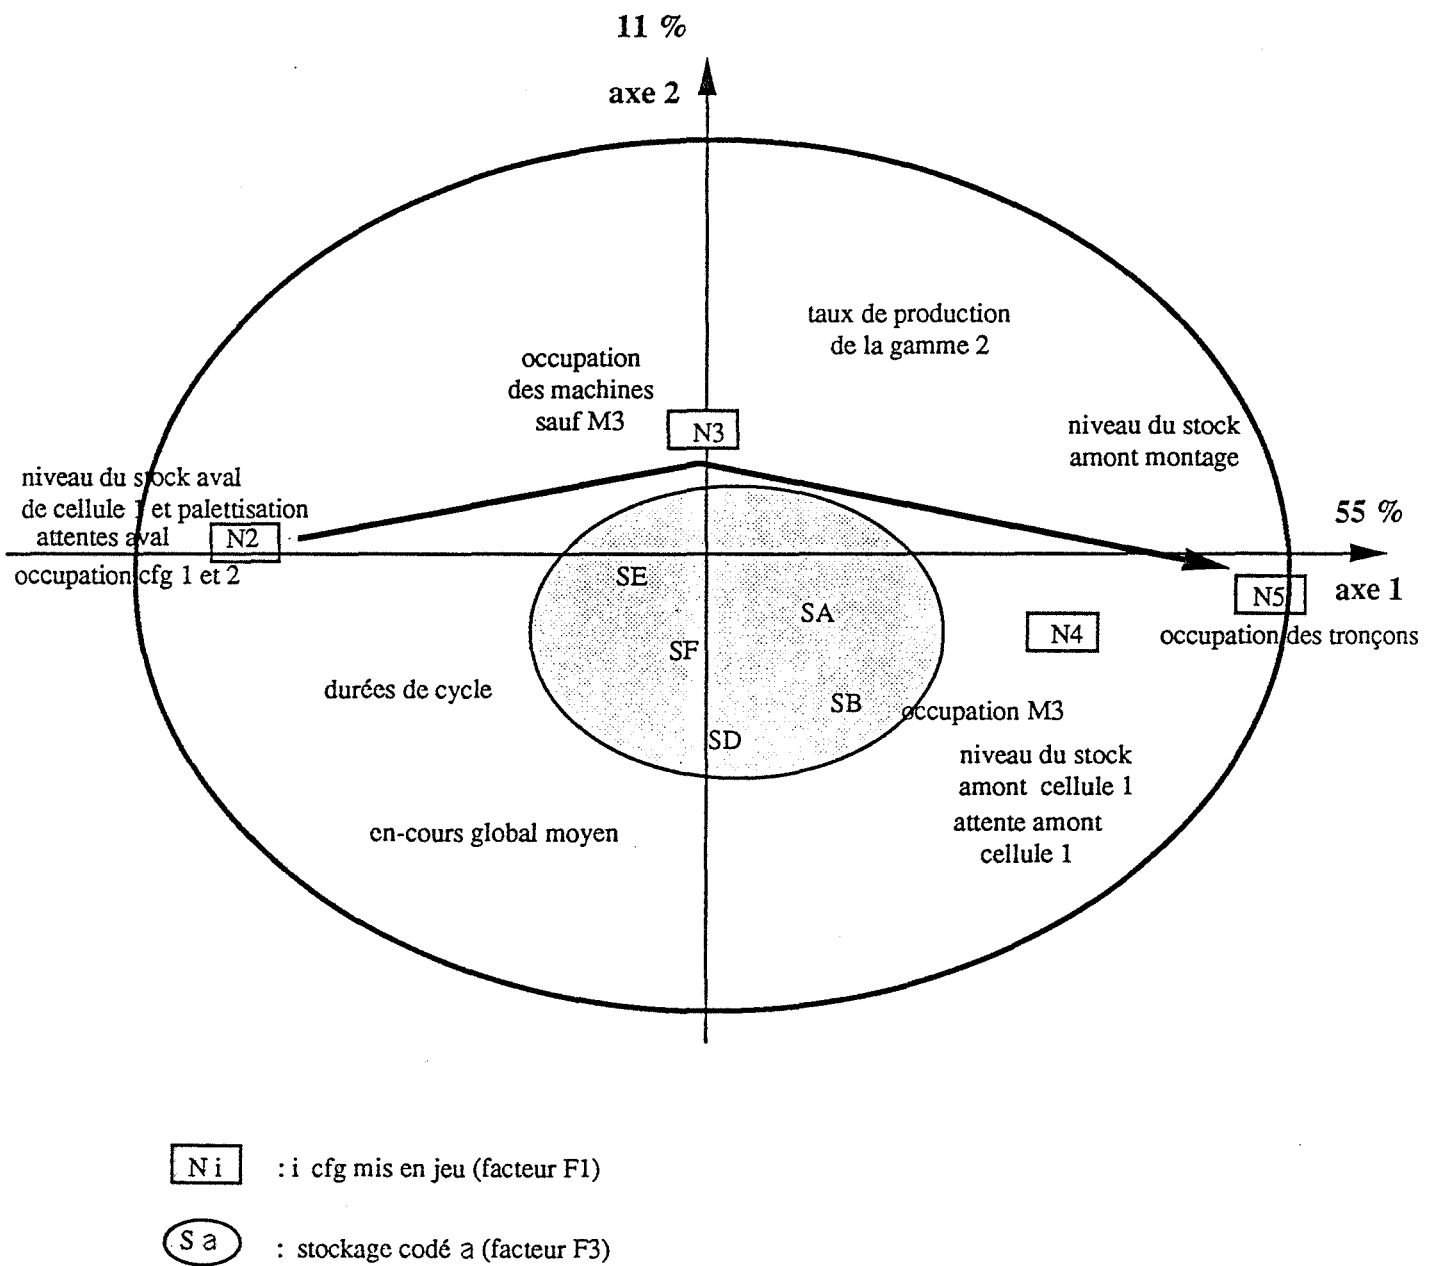 11 %
axe 2
taux de production
de la gamme 2
occupation
des machines
sauf M3
N3
niveau du stock
amont montage
niveau du stock aval
de cellule 1 et palettisation
attentes aval
N2
55 %
occupation cfg 1 et 2
SE
SA
N5
axe 1
N4
occupation des tronçons
SF
durées de cycle
SB
occupation M3
SD
niveau du stock
amont cellule 1
attente amont
cellule 1
en-cours global moyen
N i : i cfg mis en jeu (facteur F1)
S a : stockage codé a (facteur F3)